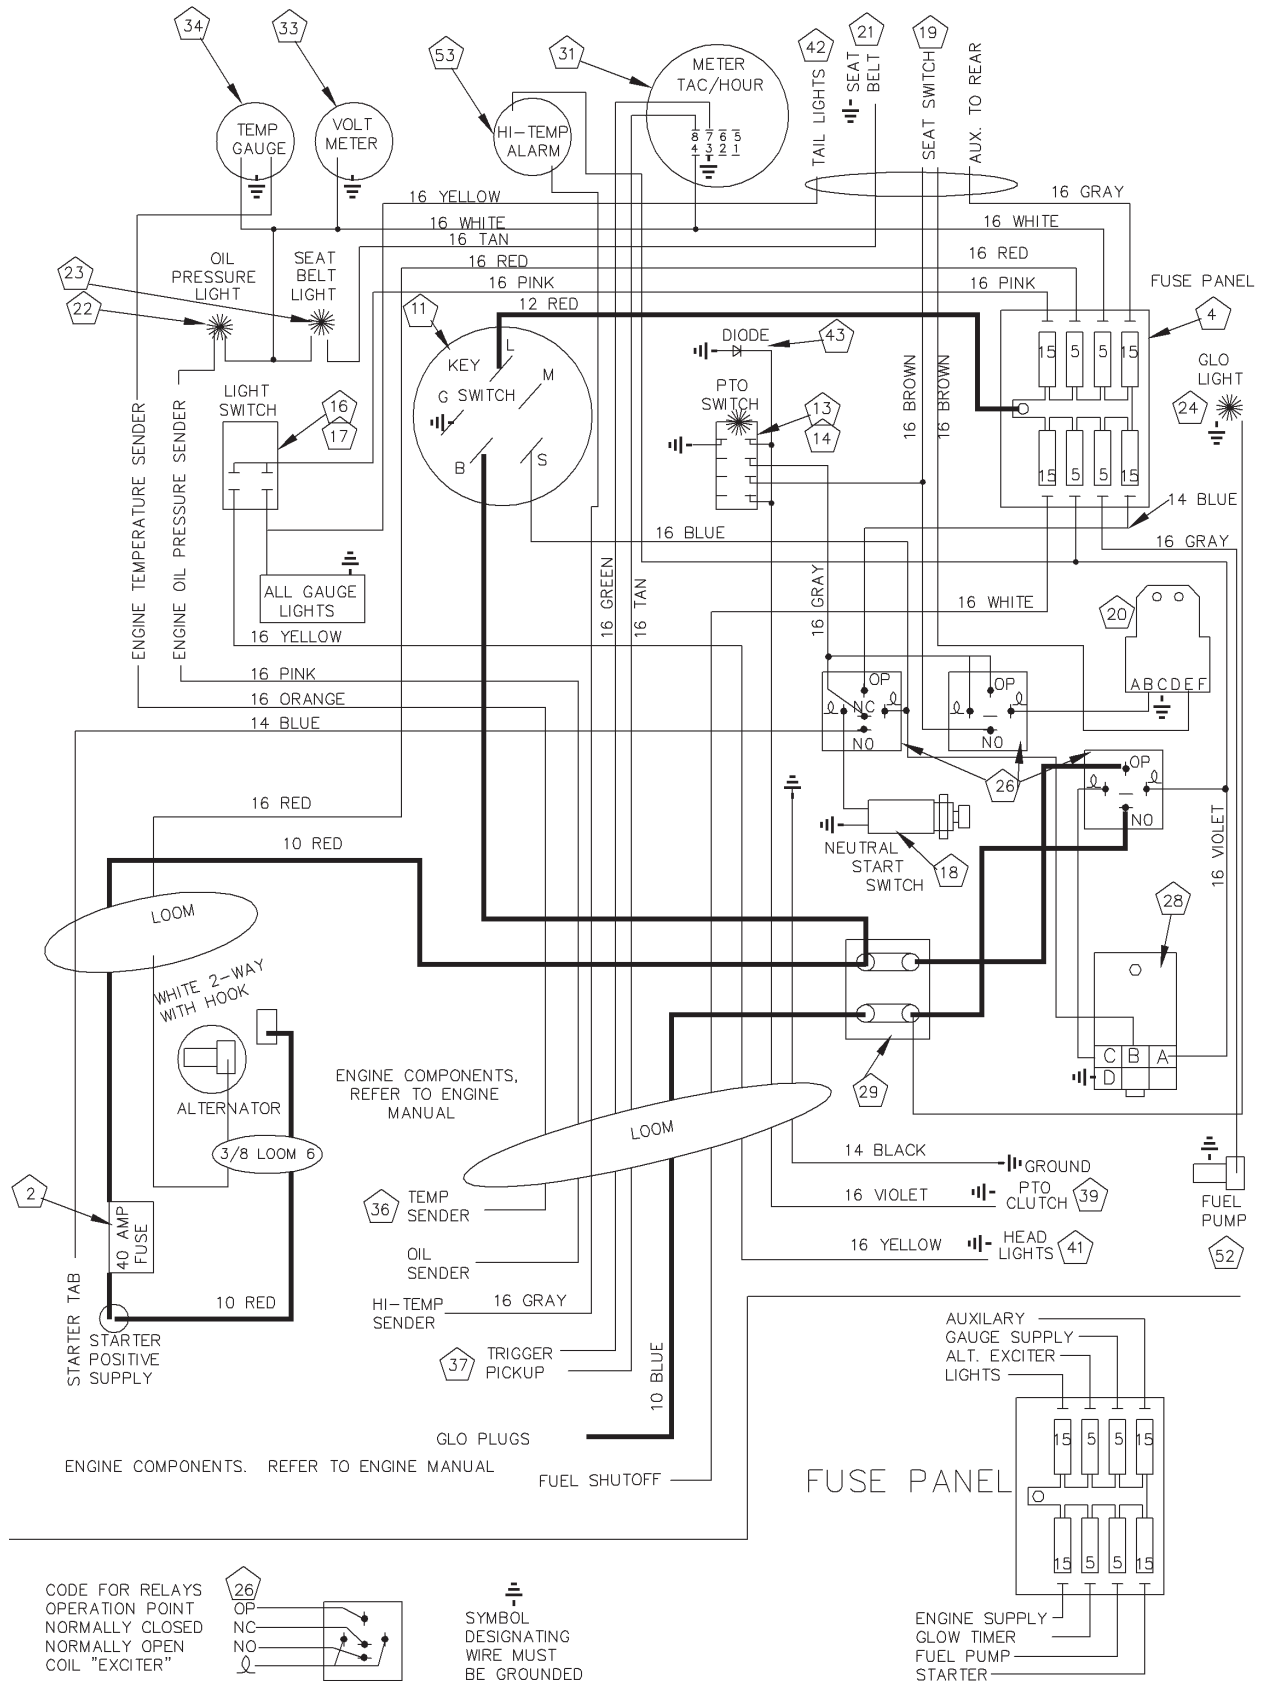 34
33
53
31
42
21
19
TEMP
GAUGE
VOLT
METER
HI-TEMP
ALARM
METER
TAC/HOUR
8 7 6 5
4 3 2 1
TAIL LIGHTS
SEAT
BELT
SEAT SWITCH
AUX. TO REAR
16 YELLOW
16 GRAY
16 WHITE
16 WHITE
16 TAN
16 RED
16 RED
16 PINK
16 PINK
12 RED
23
22
OIL
PRESSURE
LIGHT
SEAT
BELT
LIGHT
11
KEY
SWITCH
L
M
G
B
S
DIODE
43
PTO
SWITCH
13
14
16 BROWN
16 BROWN
FUSE PANEL
4
15 5 5 15
15 5 5 15
GLO
LIGHT
24
LIGHT
SWITCH
16
17
ENGINE TEMPERATURE SENDER
ENGINE OIL PRESSURE SENDER
ALL GAUGE
LIGHTS
16 BLUE
14 BLUE
16 GRAY
16 GREEN
16 TAN
16 GRAY
16 WHITE
20
ABCDEF
16 YELLOW
16 PINK
16 ORANGE
14 BLUE
OP
NC
NO
OP
NO
26
OP
NO
16 RED
10 RED
NEUTRAL
START
SWITCH
18
16 VIOLET
28
C B A
D
LOOM
WHITE 2-WAY
WITH HOOK
ALTERNATOR
3/8 LOOM 6
ENGINE COMPONENTS,
REFER TO ENGINE
MANUAL
29
LOOM
2
40 AMP
FUSE
10 RED
STARTER TAB
STARTER
POSITIVE
SUPPLY
36
TEMP
SENDER
OIL
SENDER
HI-TEMP
SENDER
16 GRAY
37
TRIGGER
PICKUP
10 BLUE
GLO PLUGS
FUEL SHUTOFF
ENGINE COMPONENTS. REFER TO ENGINE MANUAL
14 BLACK
GROUND
16 VIOLET
PTO
CLUTCH
39
16 YELLOW
HEAD
LIGHTS
41
FUEL
PUMP
52
AUXILARY
GAUGE SUPPLY
ALT. EXCITER
LIGHTS
FUSE PANEL
15 5 5 15
15 5 5 15
ENGINE SUPPLY
GLOW TIMER
FUEL PUMP
STARTER
CODE FOR RELAYS
26
OPERATION POINT OP
NORMALLY CLOSED NC
NORMALLY OPEN NO
COIL "EXCITER"
SYMBOL
DESIGNATING
WIRE MUST
BE GROUNDED